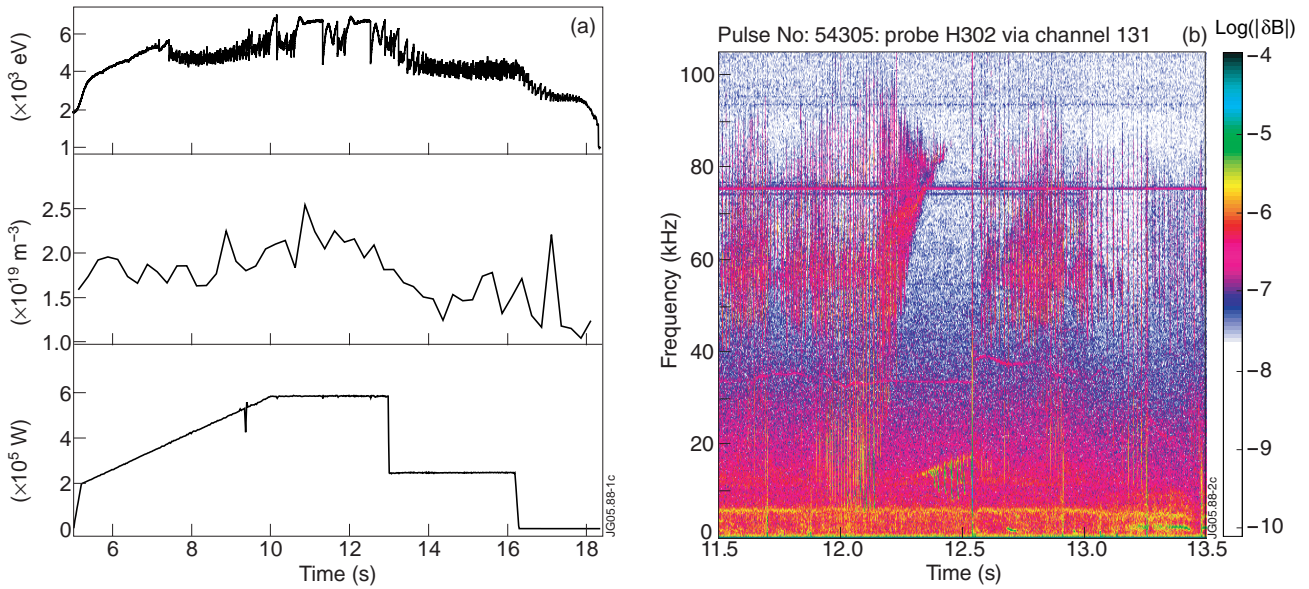 (a)
6
4
2
1
(×10³ eV)
2.5
2.0
1.5
1.0
(×10¹⁹ m⁻³)
6
4
2
0
(×10⁵ W)
6 8 10 12 14 16 18
Time (s)
JG05.88-1c
Pulse No: 54305: probe H302 via channel 131 (b)
Log(|δB|)
100
80
60
40
20
0
Frequency (kHz)
11.5 12.0 12.5 13.0 13.5
Time (s)
JG05.88-2c
−4
−5
−6
−7
−8
−9
−10